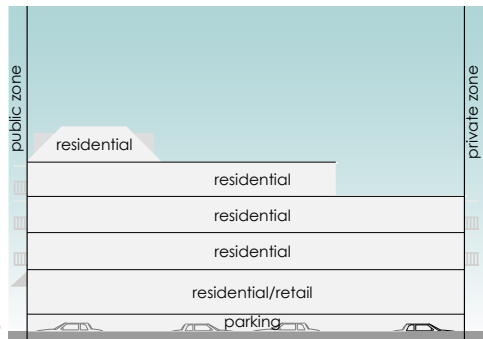 public zone
private zone
residential
residential
residential
residential
residential/retail
parking